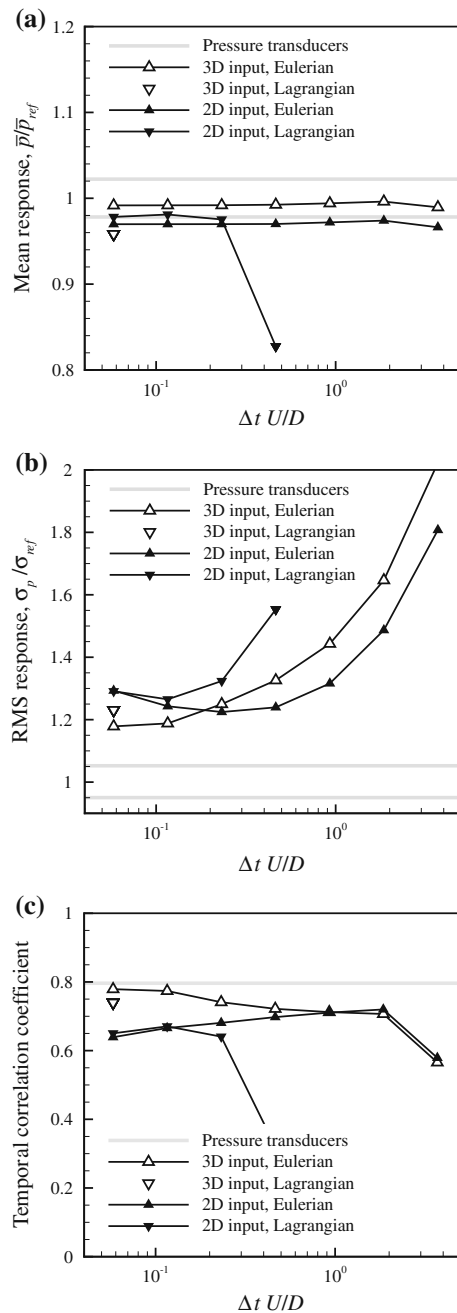 (a)
1.2
Pressure transducers
3D input, Eulerian
3D input, Lagrangian
2D input, Eulerian
2D input, Lagrangian
1.1
1
0.9
0.8
Mean response, p̅/p̅_ref
10⁻¹
10⁰
Δt U/D
(b)
2
Pressure transducers
3D input, Eulerian
3D input, Lagrangian
2D input, Eulerian
2D input, Lagrangian
1.8
1.6
1.4
1.2
1
RMS response, σ_p/σ_ref
10⁻¹
10⁰
Δt U/D
(c)
1
0.8
0.6
0.4
0.2
0
Temporal correlation coefficient
Pressure transducers
3D input, Eulerian
3D input, Lagrangian
2D input, Eulerian
2D input, Lagrangian
10⁻¹
10⁰
Δt U/D